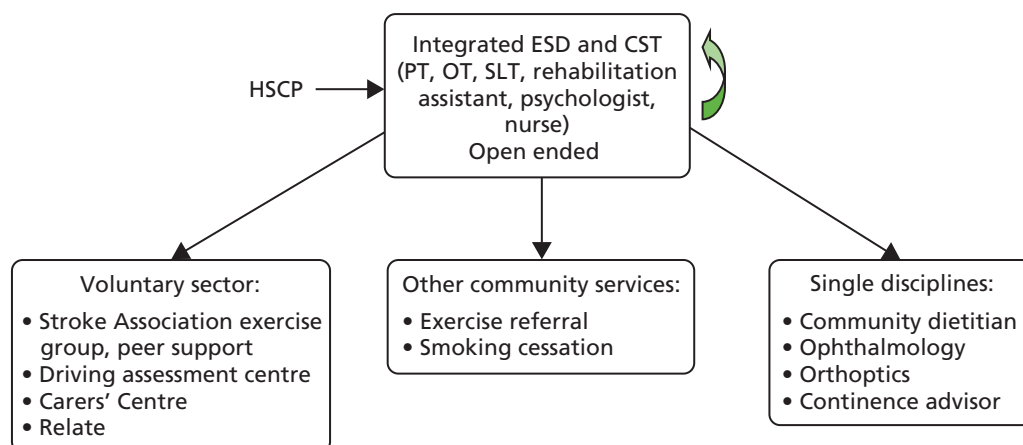 Integrated ESD and CST
(PT, OT, SLT, rehabilitation
assistant, psychologist,
nurse)
Open ended
HSCP
Voluntary sector:
• Stroke Association exercise
group, peer support
• Driving assessment centre
• Carers’ Centre
• Relate
Other community services:
• Exercise referral
• Smoking cessation
Single disciplines:
• Community dietitian
• Ophthalmology
• Orthoptics
• Continence advisor